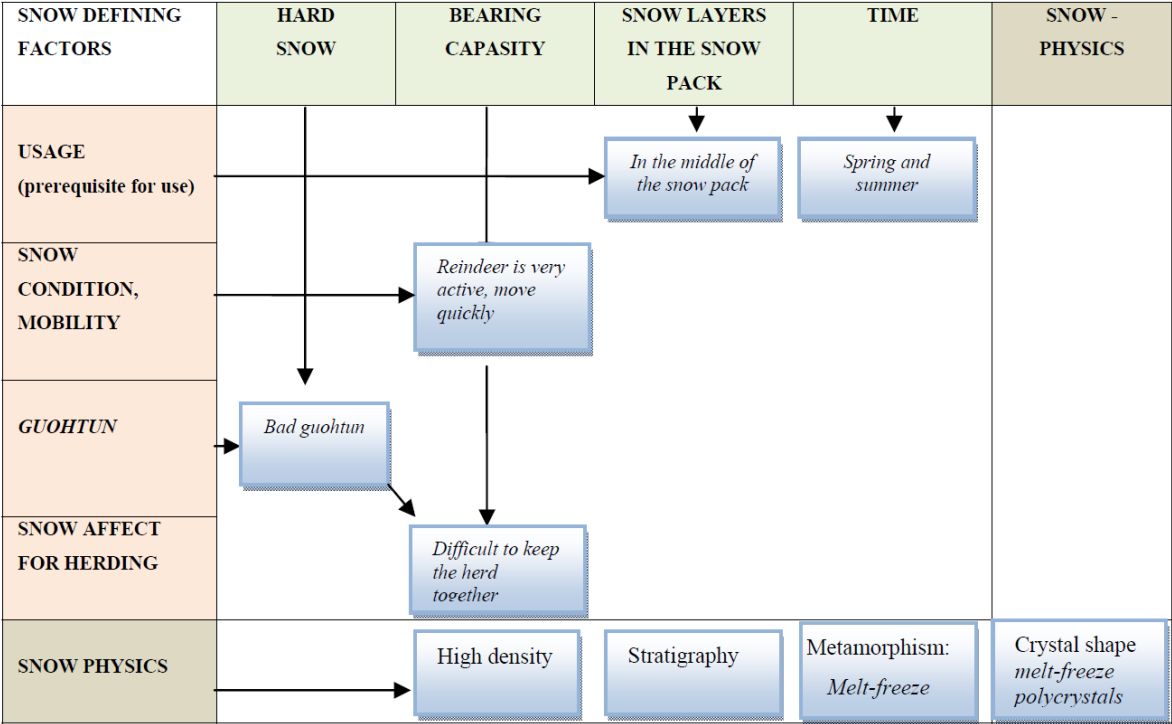 SNOW DEFINING
FACTORS
HARD
SNOW
BEARING
CAPASITY
SNOW LAYERS
IN THE SNOW
PACK
TIME
SNOW -
PHYSICS
USAGE
(prerequisite for use)
In the middle of
the snow pack
Spring and
summer
SNOW
CONDITION,
MOBILITY
Reindeer is very
active, move
quickly
GUOHTUN
Bad guohtun
SNOW AFFECT
FOR HERDING
Difficult to keep
the herd
together
SNOW PHYSICS
High density
Stratigraphy
Metamorphism:
Melt-freeze
Crystal shape
melt-freeze
polycrystals